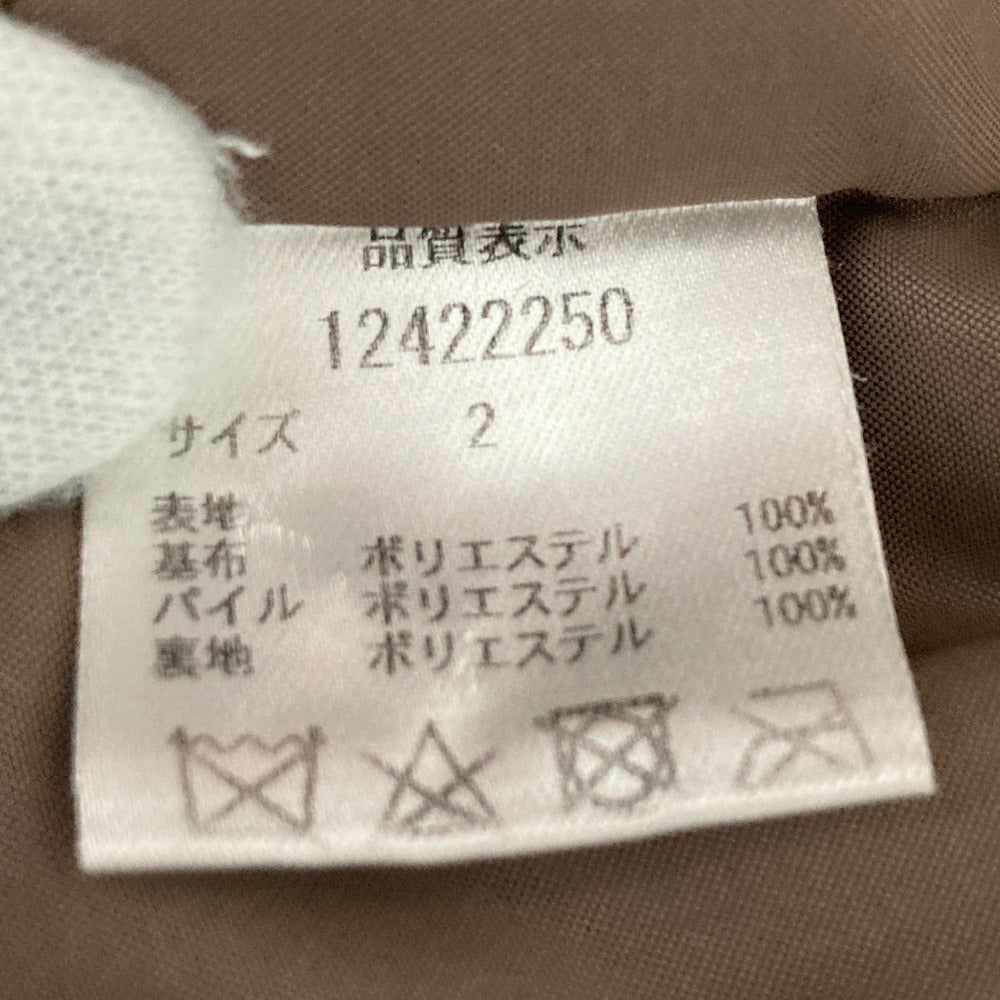 品質表示
12422250
サイズ 2
表地
基布 ポリエステル 100%
パイル ポリエステル 100%
裏地 ポリエステル 100%